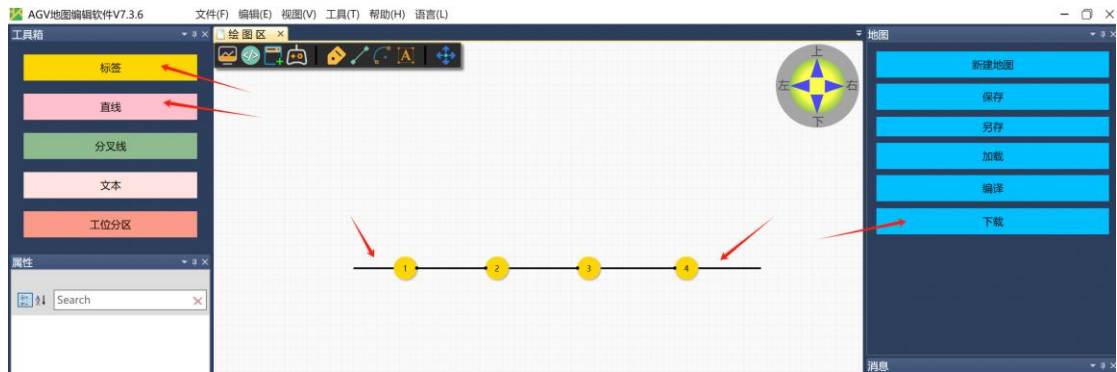 AGV地图编辑软件V7.3.6 文件(F) 编辑(E) 视图(V) 工具(T) 帮助(H) 语言(L)
工具箱
标签
直线
分叉线
文本
工位分区
属性
Search
绘图区
A
上
左
右
下
1
2
3
4
地图
新建地图
保存
另存
加载
编译
下载
消息